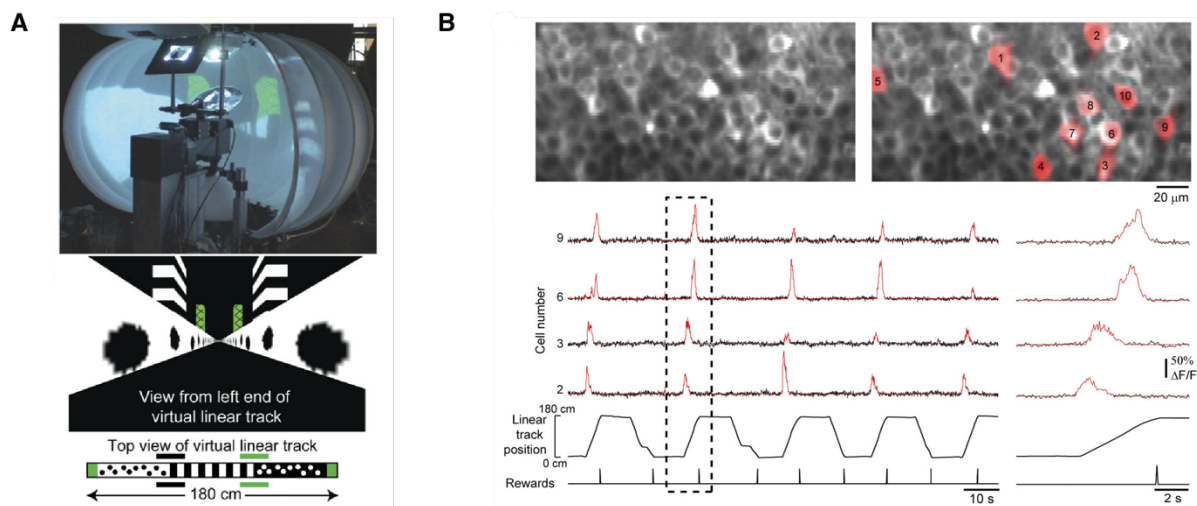 A
View from left end of
virtual linear track
Top view of virtual linear track
180 cm
B
1
2
5
10
8
9
7
6
4
3
20 μm
9
6
3
2
Cell number
50%
ΔF/F
180 cm
Linear
track
position
0 cm
Rewards
10 s
2 s